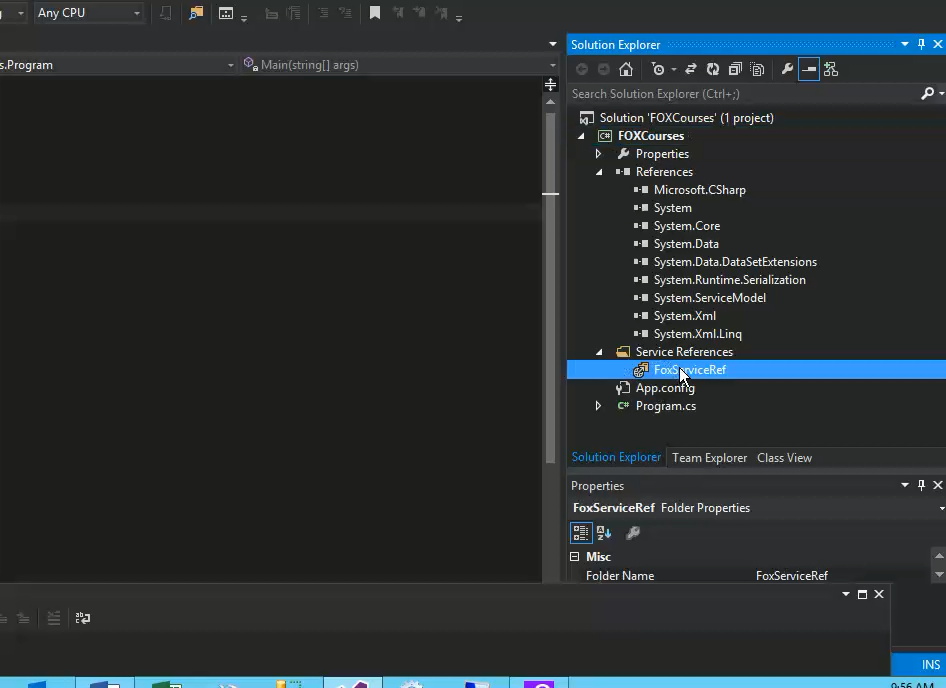 Any CPU
s.Program
Main(string[] args)
Solution Explorer
Search Solution Explorer (Ctrl+;)
Solution 'FOXCourses' (1 project)
C# FOXCourses
Properties
References
Microsoft.CSharp
System
System.Core
System.Data
System.Data.DataSetExtensions
System.Runtime.Serialization
System.ServiceModel
System.Xml
System.Xml.Linq
Service References
FoxServiceRef
App.config
C# Program.cs
Solution Explorer Team Explorer Class View
Properties
FoxServiceRef Folder Properties
Misc
Folder Name FoxServiceRef
INS
9:56 AM